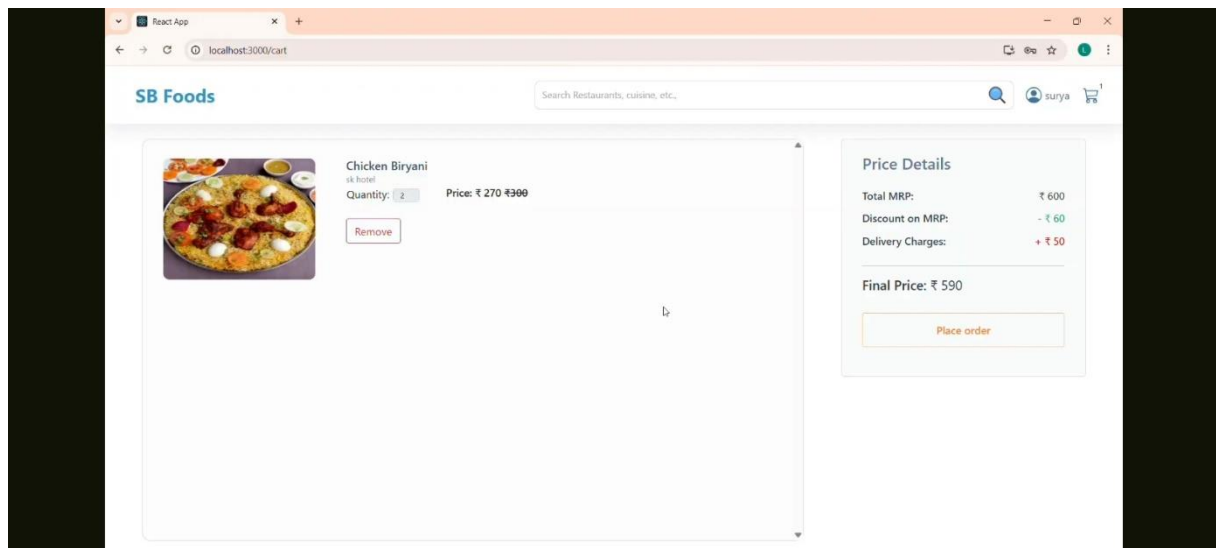 React App
localhost:3000/cart
SB Foods
Search Restaurants, cuisine, etc.,
surya
1
L
Chicken Biryani
sk hotel
Quantity: 2
Price: ₹ 270 ₹300
Remove
Price Details
Total MRP: ₹ 600
Discount on MRP: - ₹ 60
Delivery Charges: + ₹ 50
Final Price: ₹ 590
Place order